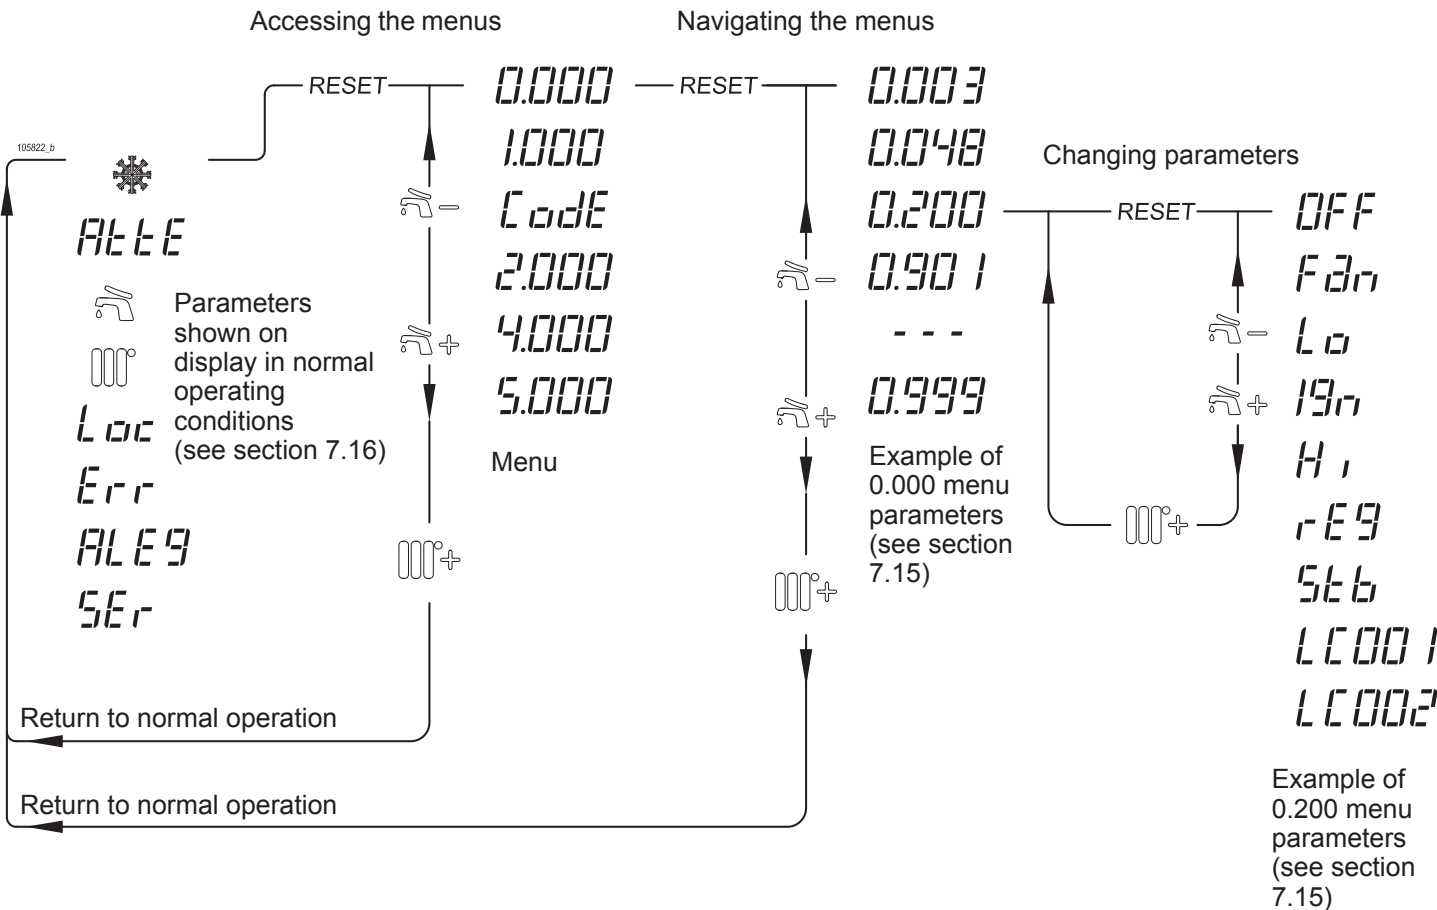 Accessing the menus
Navigating the menus
RESET
0.000
RESET
0.003
105822_b
1.000
0.048
Changing parameters
AttE
CodE
0.200
RESET
OFF
2.000
0.901
Fan
Parameters
shown on
display in normal
operating
conditions
(see section 7.16)
4.000
- - -
Lo
Loc
5.000
0.999
Ign
Err
Menu
Example of
0.000 menu
parameters
(see section
7.15)
Hi
ALEg
rEg
SEr
Stb
LC001
LC002
Return to normal operation
Return to normal operation
Example of
0.200 menu
parameters
(see section
7.15)